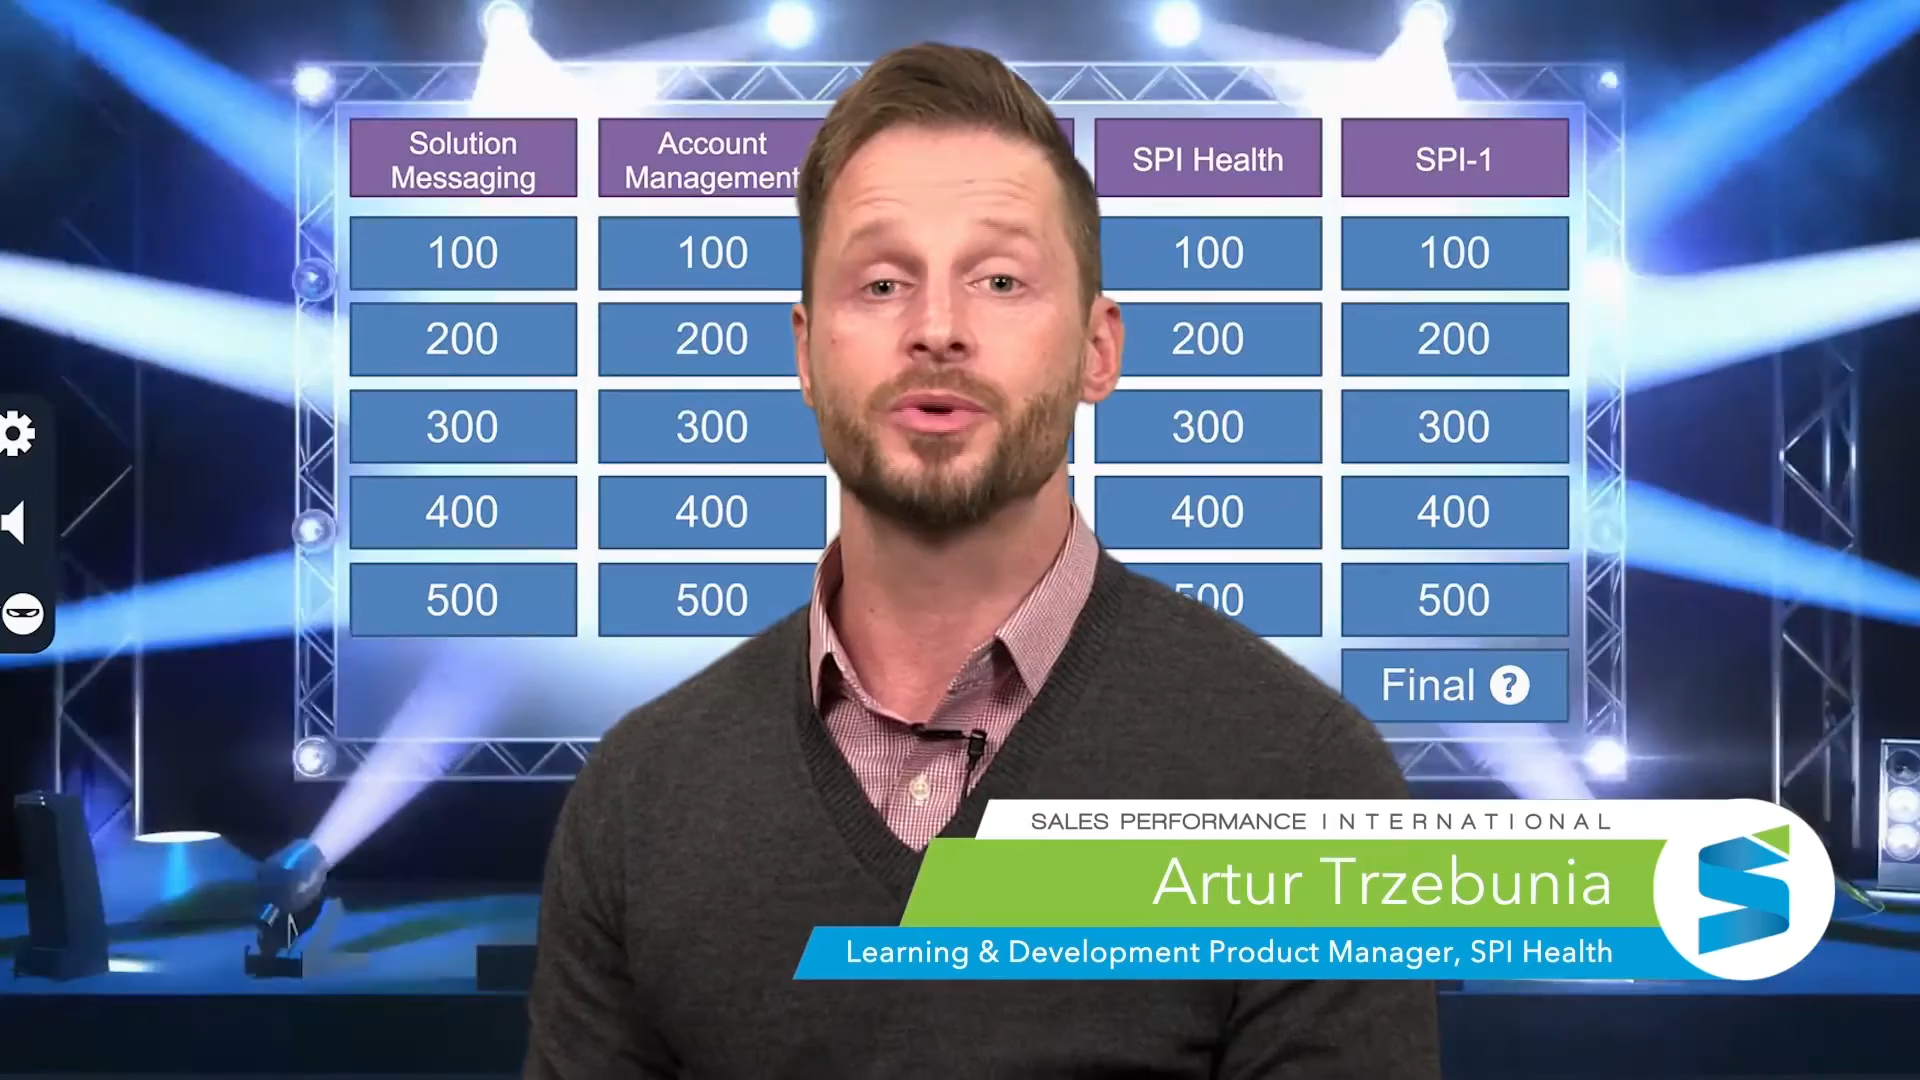 Solution
Messaging
Account
Management
SPI Health
SPI-1
100
100
100
100
200
200
200
200
300
300
300
300
400
400
400
400
500
500
500
500
Final ?
SALES PERFORMANCE INTERNATIONAL
Artur Trzebunia
Learning & Development Product Manager, SPI Health